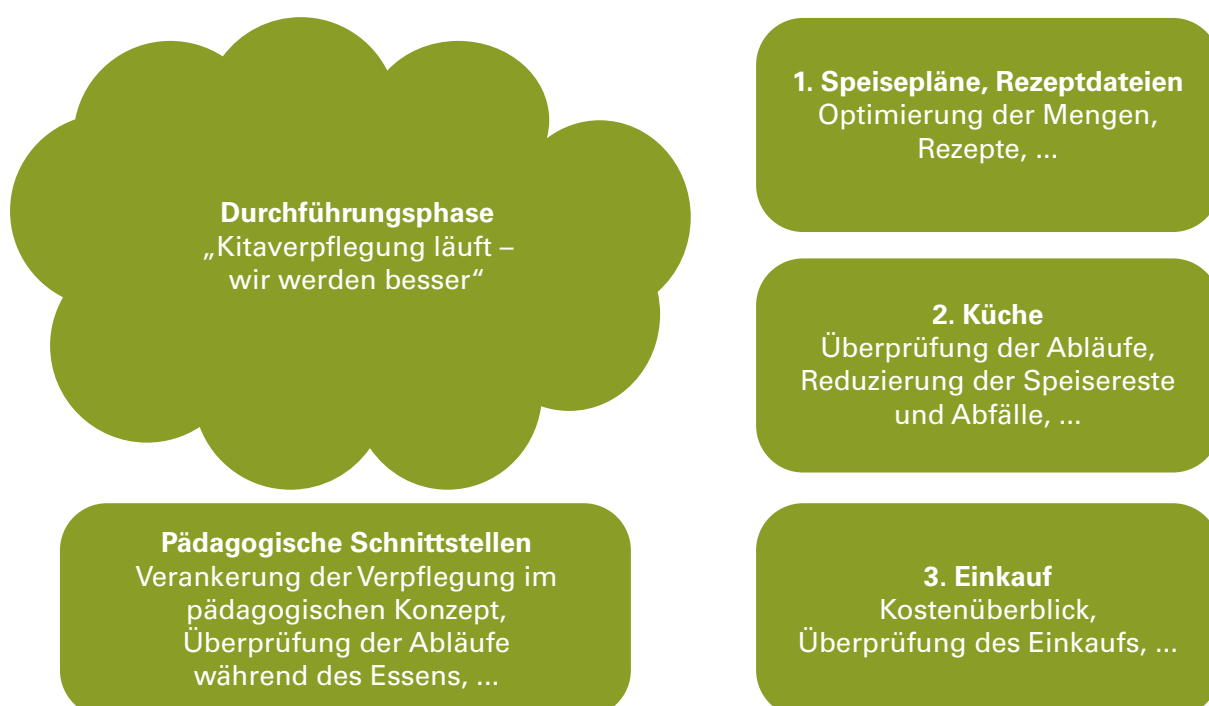 Durchführungsphase
„Kitaverpflegung läuft –
wir werden besser“
Pädagogische Schnittstellen
Verankerung der Verpflegung im
pädagogischen Konzept,
Überprüfung der Abläufe
während des Essens, ...
1. Speisepläne, Rezeptdateien
Optimierung der Mengen,
Rezepte, ...
2. Küche
Überprüfung der Abläufe,
Reduzierung der Speisereste
und Abfälle, ...
3. Einkauf
Kostenüberblick,
Überprüfung des Einkaufs, ...